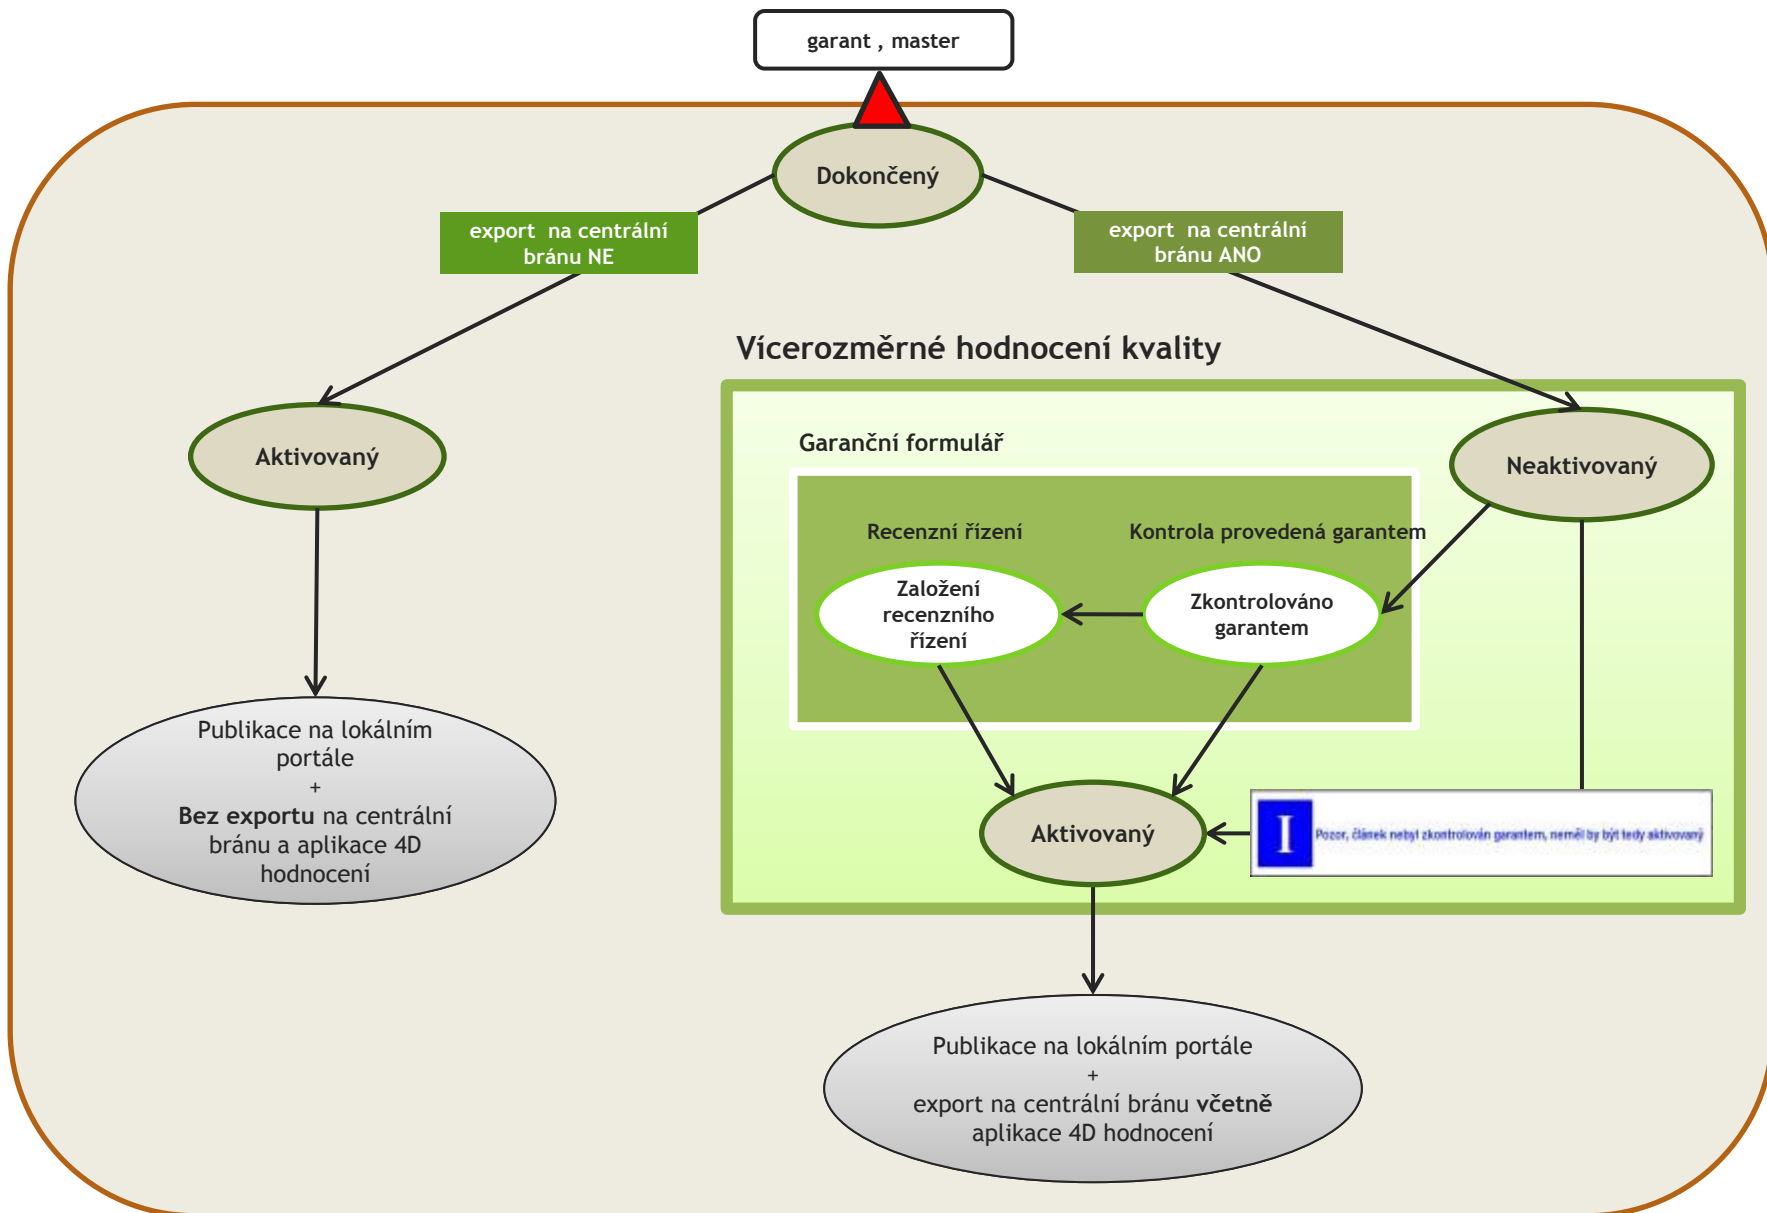 garant , master
Dokončený
export  na centrální
bránu NE
export  na centrální
bránu ANO
Vícerozměrné hodnocení kvality
Aktivovaný
Garanční formulář
Neaktivovaný
Recenzní řízení
Kontrola provedená garantem
Založení
recenzního
řízení
Zkontrolováno
garantem
Publikace na lokálním
portále
+
Bez exportu na centrální
bránu a aplikace 4D
hodnocení
Aktivovaný
I
Pozor, článek nebyl zkontrolován garantem, neměl by být tedy aktivovaný
Publikace na lokálním portále
+
export na centrální bránu včetně
aplikace 4D hodnocení